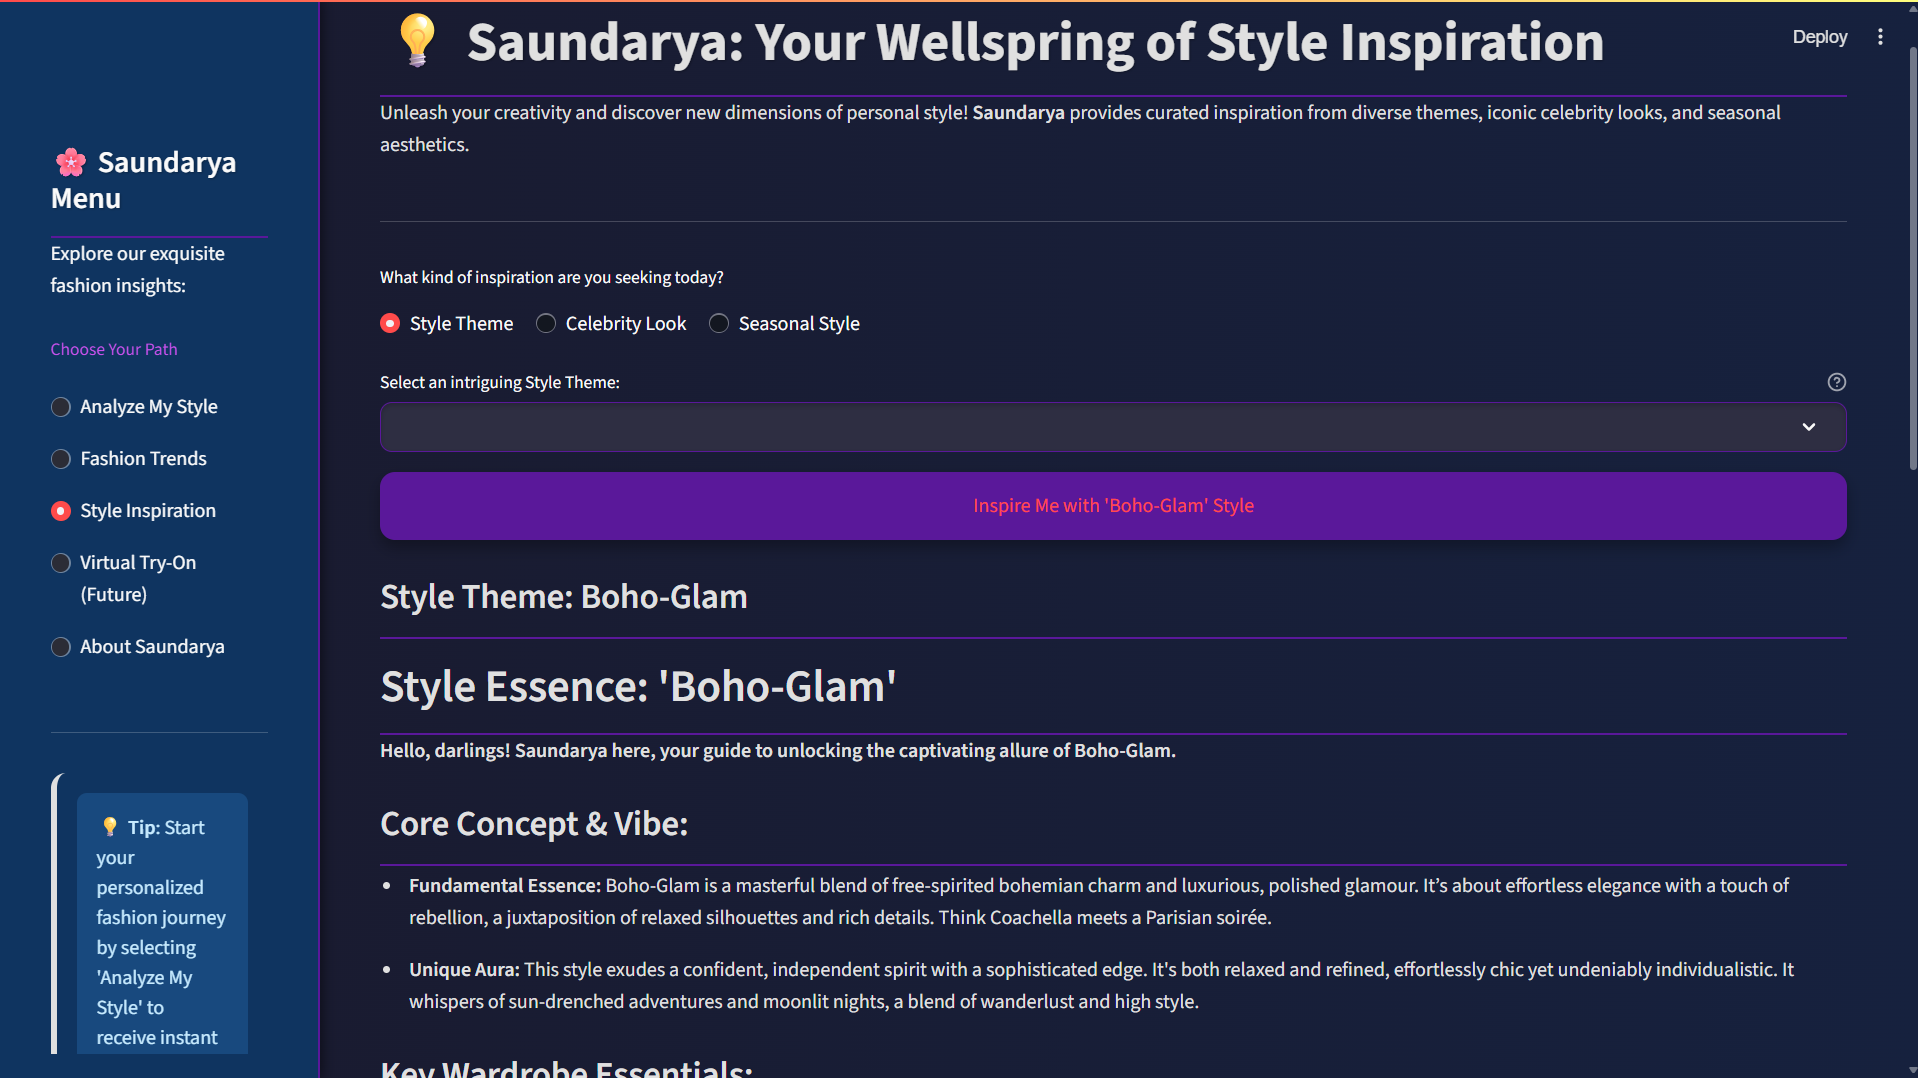 🌸 Saundarya
Menu
Explore our exquisite
fashion insights:
Choose Your Path
Analyze My Style
Fashion Trends
Style Inspiration
Virtual Try-On
(Future)
About Saundarya
💡 Tip: Start
your
personalized
fashion journey
by selecting
'Analyze My
Style' to
receive instant
Deploy
💡 Saundarya: Your Wellspring of Style Inspiration
Unleash your creativity and discover new dimensions of personal style! Saundarya provides curated inspiration from diverse themes, iconic celebrity looks, and seasonal
aesthetics.
What kind of inspiration are you seeking today?
Style Theme Celebrity Look Seasonal Style
Select an intriguing Style Theme:
Inspire Me with 'Boho-Glam' Style
Style Theme: Boho-Glam
Style Essence: 'Boho-Glam'
Hello, darlings! Saundarya here, your guide to unlocking the captivating allure of Boho-Glam.
Core Concept & Vibe:
• Fundamental Essence: Boho-Glam is a masterful blend of free-spirited bohemian charm and luxurious, polished glamour. It’s about effortless elegance with a touch of
rebellion, a juxtaposition of relaxed silhouettes and rich details. Think Coachella meets a Parisian soirée.
• Unique Aura: This style exudes a confident, independent spirit with a sophisticated edge. It's both relaxed and refined, effortlessly chic yet undeniably individualistic. It
whispers of sun-drenched adventures and moonlit nights, a blend of wanderlust and high style.
Key Wardrobe Essentials: